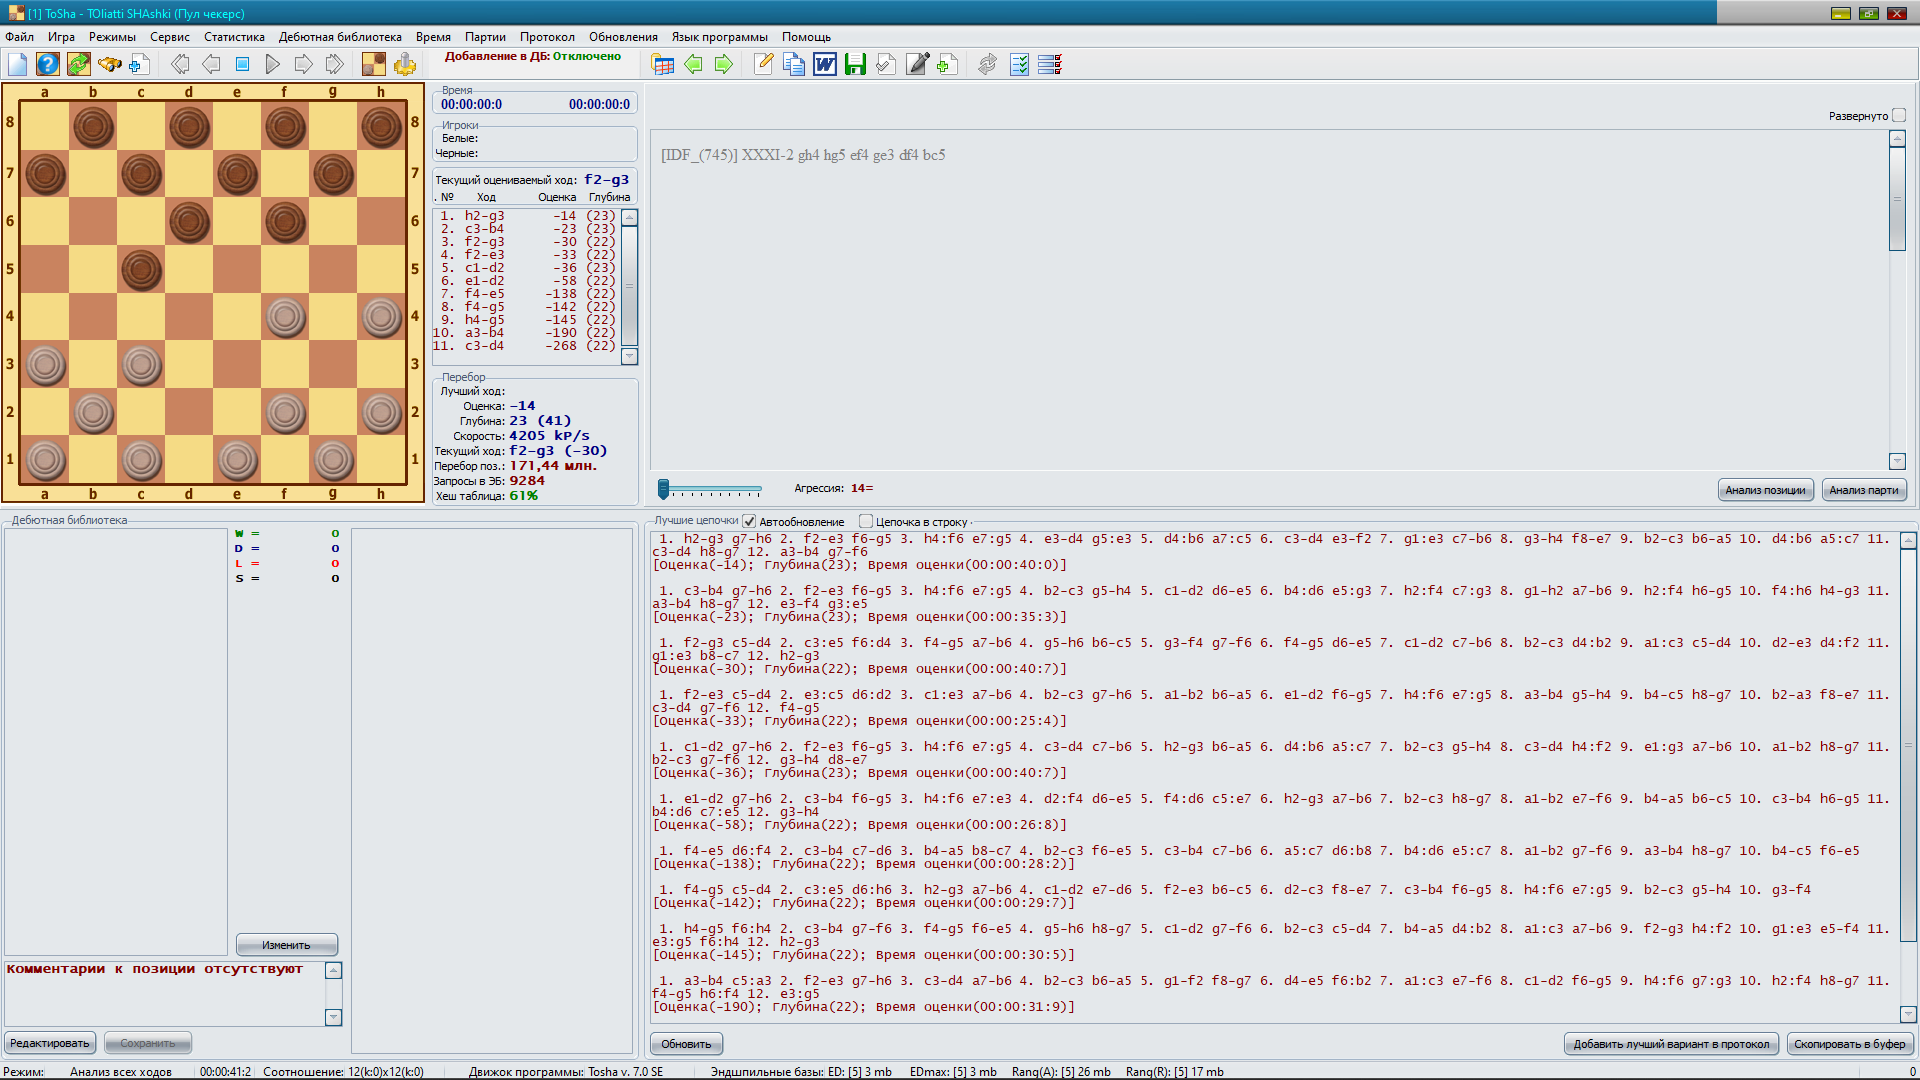 [1] ToSha - TOliatti SHAshki (Пул чекерс)
Файл Игра Режимы Сервис Статистика Дебютная библиотека Время Партии Протокол Обновления Язык программы Помощь
Добавление в ДБ: Отключено
a b c d e f g h
8 8
7 7
6 6
5 5
4 4
3 3
2 2
1 1
a b c d e f g h
Время
00:00:00:0 00:00:00:0
Игроки
Белые:
Черные:
Текущий оцениваемый ход: f2-g3
. № Ход Оценка Глубина
1. h2-g3 -14 (23)
2. c3-b4 -23 (23)
3. f2-g3 -30 (22)
4. f2-e3 -33 (22)
5. c1-d2 -36 (23)
6. e1-d2 -58 (22)
7. f4-e5 -138 (22)
8. f4-g5 -142 (22)
9. h4-g5 -145 (22)
10. a3-b4 -190 (22)
11. c3-d4 -268 (22)
Перебор
Лучший ход:
Оценка: -14
Глубина: 23 (41)
Скорость: 4205 kP/s
Текущий ход: f2-g3 (-30)
Перебор поз.: 171,44 млн.
Запросы в ЭБ: 9284
Хеш таблица: 61%
Развернуто
[IDF_(745)] XXXI-2 gh4 hg5 ef4 ge3 df4 bc5
Агрессия: 14=
Анализ позиции Анализ парти
Дебютная библиотека
W = 0
D = 0
L = 0
S = 0
Изменить
Комментарии к позиции отсутствуют
Редактировать Сохранить
Лучшие цепочки Автообновление Цепочка в строку
1. h2-g3 g7-h6 2. f2-e3 f6-g5 3. h4:f6 e7:g5 4. e3-d4 g5:e3 5. d4:b6 a7:c5 6. c3-d4 e3-f2 7. g1:e3 c7-b6 8. g3-h4 f8-e7 9. b2-c3 b6-a5 10. d4:b6 a5:c7 11.
c3-d4 h8-g7 12. a3-b4 g7-f6
[Оценка(-14); Глубина(23); Время оценки(00:00:40:0)]
1. c3-b4 g7-h6 2. f2-e3 f6-g5 3. h4:f6 e7:g5 4. b2-c3 g5-h4 5. c1-d2 d6-e5 6. b4:d6 e5:g3 7. h2:f4 c7:g3 8. g1-h2 a7-b6 9. h2:f4 h6-g5 10. f4:h6 h4-g3 11.
a3-b4 h8-g7 12. e3-f4 g3:e5
[Оценка(-23); Глубина(23); Время оценки(00:00:35:3)]
1. f2-g3 c5-d4 2. c3:e5 f6:d4 3. f4-g5 a7-b6 4. g5-h6 b6-c5 5. g3-f4 g7-f6 6. f4-g5 d6-e5 7. c1-d2 c7-b6 8. b2-c3 d4:b2 9. a1:c3 c5-d4 10. d2-e3 d4:f2 11.
g1:e3 b8-c7 12. h2-g3
[Оценка(-30); Глубина(22); Время оценки(00:00:40:7)]
1. f2-e3 c5-d4 2. e3:c5 d6:d2 3. c1:e3 a7-b6 4. b2-c3 g7-h6 5. a1-b2 b6-a5 6. e1-d2 f6-g5 7. h4:f6 e7:g5 8. a3-b4 g5-h4 9. b4-c5 h8-g7 10. b2-a3 f8-e7 11.
c3-d4 g7-f6 12. f4-g5
[Оценка(-33); Глубина(22); Время оценки(00:00:25:4)]
1. c1-d2 g7-h6 2. f2-e3 f6-g5 3. h4:f6 e7:g5 4. c3-d4 c7-b6 5. h2-g3 b6-a5 6. d4:b6 a5:c7 7. b2-c3 g5-h4 8. c3-d4 h4:f2 9. e1:g3 a7-b6 10. a1-b2 h8-g7 11.
b2-c3 g7-f6 12. g3-h4 d8-e7
[Оценка(-36); Глубина(23); Время оценки(00:00:40:7)]
1. e1-d2 g7-h6 2. c3-b4 f6-g5 3. h4:f6 e7:e3 4. d2:f4 d6-e5 5. f4:d6 c5:e7 6. h2-g3 a7-b6 7. b2-c3 h8-g7 8. a1-b2 e7-f6 9. b4-a5 b6-c5 10. c3-b4 h6-g5 11.
b4:d6 c7:e5 12. g3-h4
[Оценка(-58); Глубина(22); Время оценки(00:00:26:8)]
1. f4-e5 d6:f4 2. c3-b4 c7-d6 3. b4-a5 b8-c7 4. b2-c3 f6-e5 5. c3-b4 c7-b6 6. a5:c7 d6:b8 7. b4:d6 e5:c7 8. a1-b2 g7-f6 9. a3-b4 h8-g7 10. b4-c5 f6-e5
[Оценка(-138); Глубина(22); Время оценки(00:00:28:2)]
1. f4-g5 c5-d4 2. c3:e5 d6:h6 3. h2-g3 a7-b6 4. c1-d2 e7-d6 5. f2-e3 b6-c5 6. d2-c3 f8-e7 7. c3-b4 f6-g5 8. h4:f6 e7:g5 9. b2-c3 g5-h4 10. g3-f4
[Оценка(-142); Глубина(22); Время оценки(00:00:29:7)]
1. h4-g5 f6:h4 2. c3-b4 g7-f6 3. f4-g5 f6-e5 4. g5-h6 h8-g7 5. c1-d2 g7-f6 6. b2-c3 c5-d4 7. b4-a5 d4:b2 8. a1:c3 a7-b6 9. f2-g3 h4:f2 10. g1:e3 e5-f4 11.
e3:g5 f6:h4 12. h2-g3
[Оценка(-145); Глубина(22); Время оценки(00:00:30:5)]
1. a3-b4 c5:a3 2. f2-e3 g7-h6 3. c3-d4 a7-b6 4. b2-c3 b6-a5 5. g1-f2 f8-g7 6. d4-e5 f6:b2 7. a1:c3 e7-f6 8. c1-d2 f6-g5 9. h4:f6 g7:g3 10. h2:f4 h8-g7 11.
f4-g5 h6:f4 12. e3:g5
[Оценка(-190); Глубина(22); Время оценки(00:00:31:9)]
Обновить Добавить лучший вариант в протокол Скопировать в буфер
Режим: Анализ всех ходов 00:00:41:2 Соотношение: 12(k:0)x12(k:0) Движок программы: Tosha v. 7.0 SE Эндшпильные базы: ED: [5] 3 mb EDmax: [5] 3 mb Rang(A): [5] 26 mb Rang(R): [5] 17 mb 0